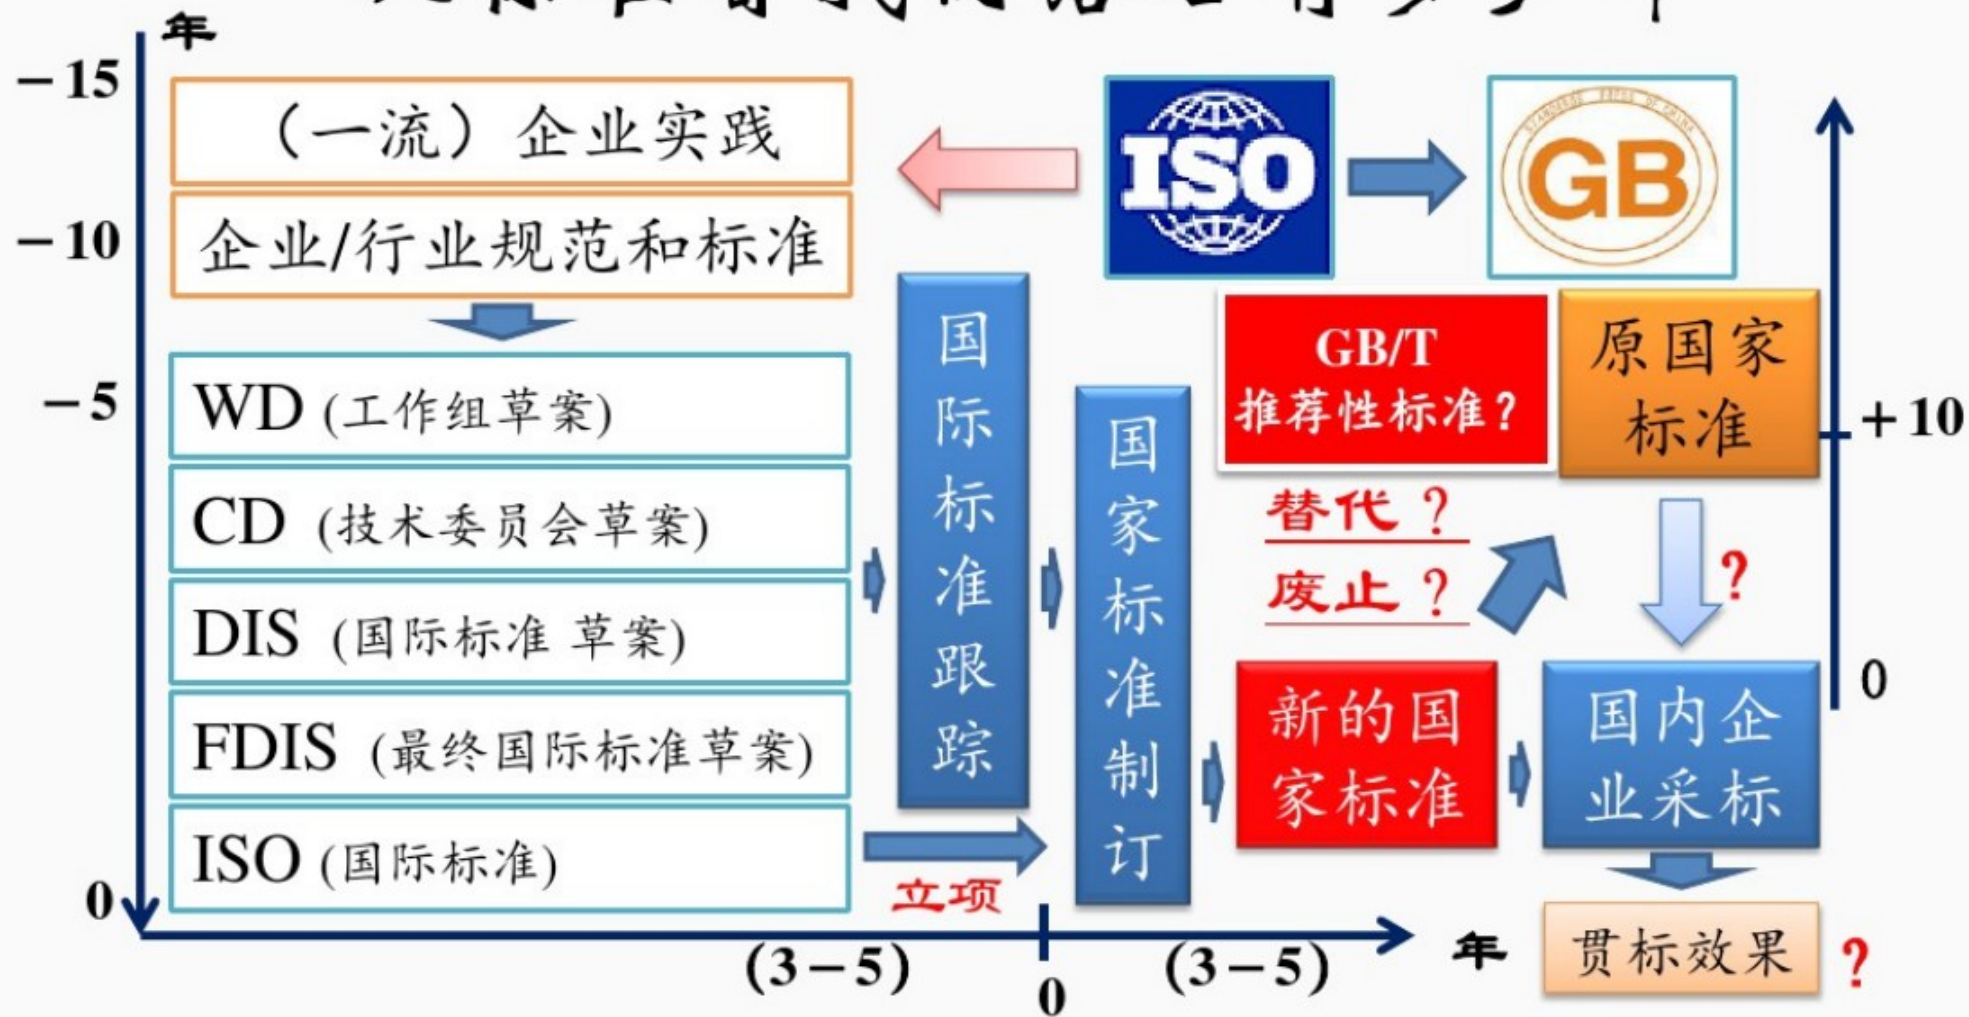 年
-15
-10
-5
0
(一流)企业实践
企业/行业规范和标准
WD (工作组草案)
CD (技术委员会草案)
DIS (国际标准 草案)
FDIS (最终国际标准草案)
ISO (国际标准)
国际标准跟踪
立项
国家标准制订
ISO
GB
GB/T
推荐性标准?
原国家
标准
替代?
废止?
?
新的国
家标准
国内企
业采标
贯标效果
?
+10
0
(3-5)
0
(3-5)
年